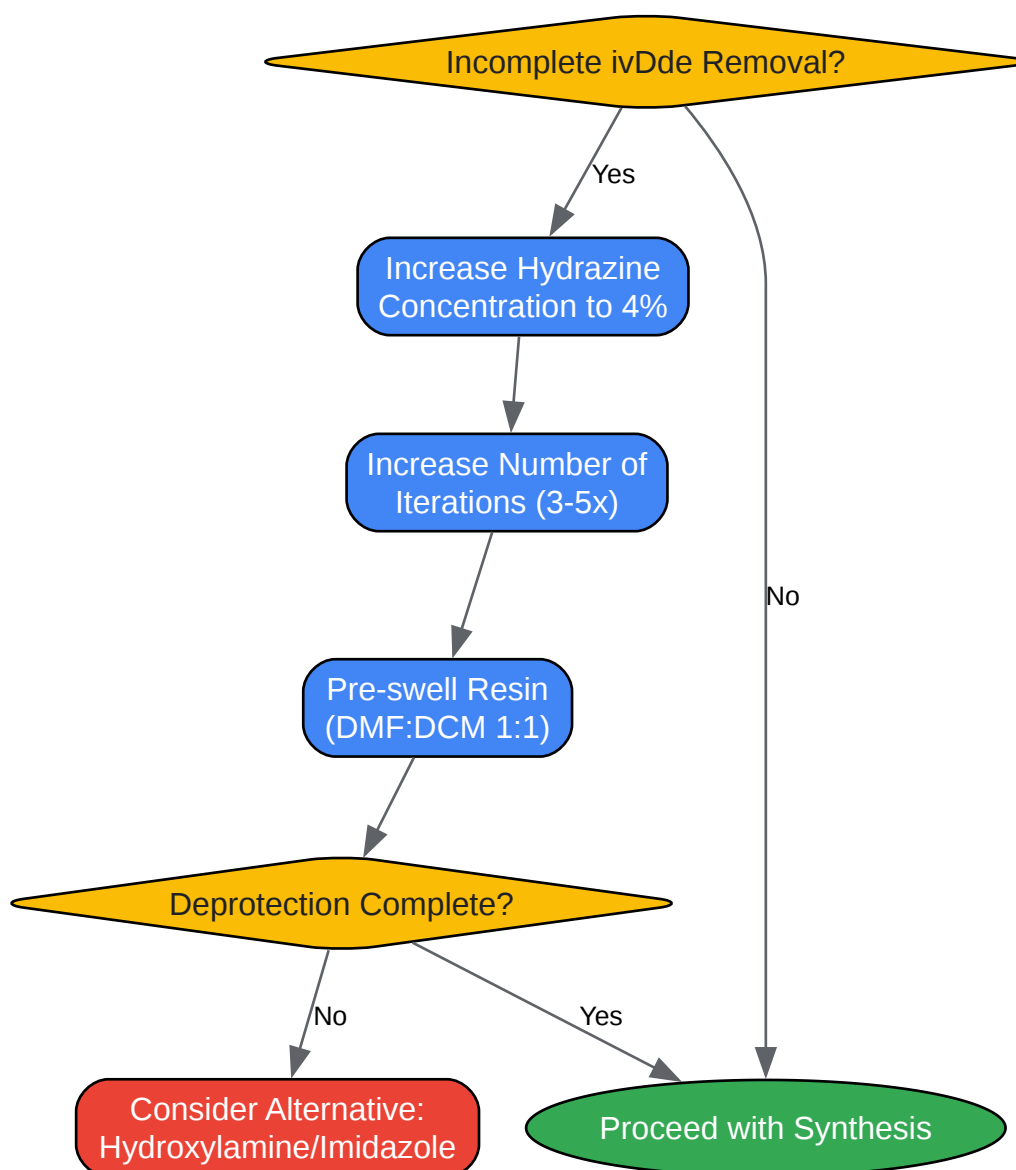 Incomplete ivDde Removal?
Yes
Increase Hydrazine
Concentration to 4%
Increase Number of
Iterations (3-5x)
No
Pre-swell Resin
(DMF:DCM 1:1)
Deprotection Complete?
No
Yes
Consider Alternative:
Hydroxylamine/Imidazole
Proceed with Synthesis